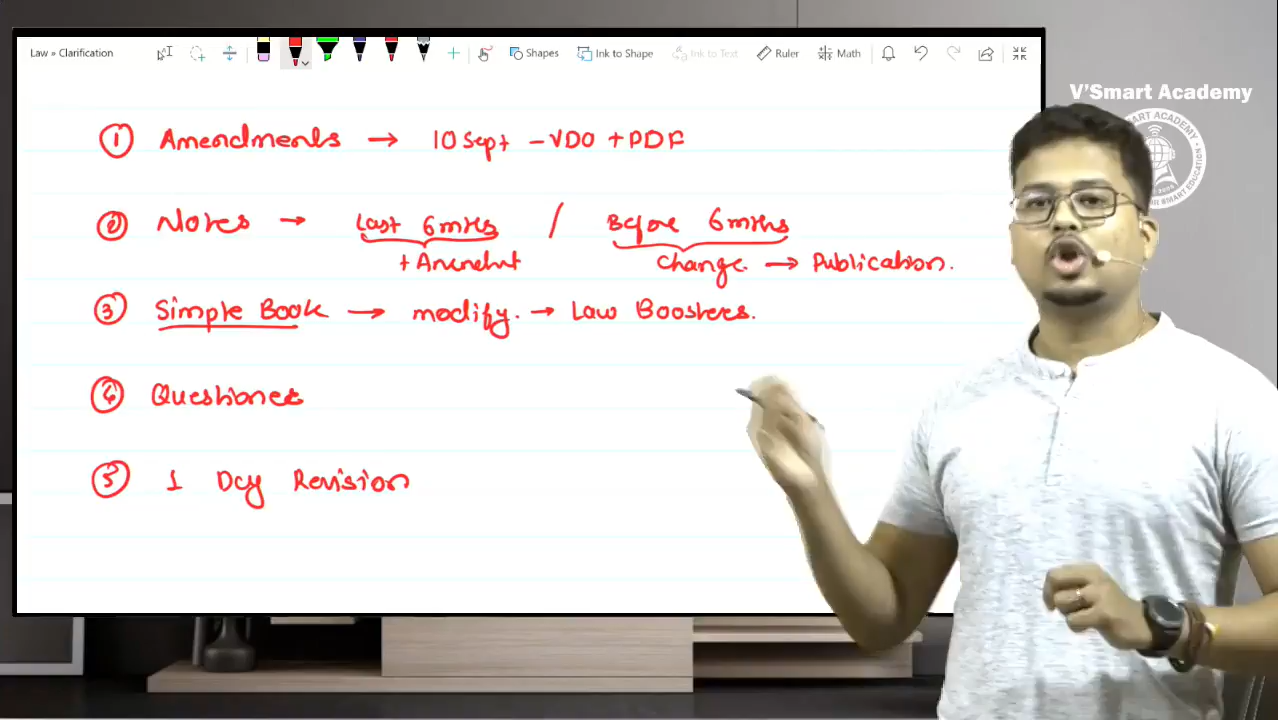 Law » Clarification
Shapes
Ink to Shape
Ink to Text
Ruler
Math
V'Smart Academy
① Amendments → 10 Sept - VDO + PDF
② Notes → Last 6 mths / Before 6 mths
change. → Publication.
③ Simple Book → modify. → Law Boosters.
④
⑤ 1 Day Revision